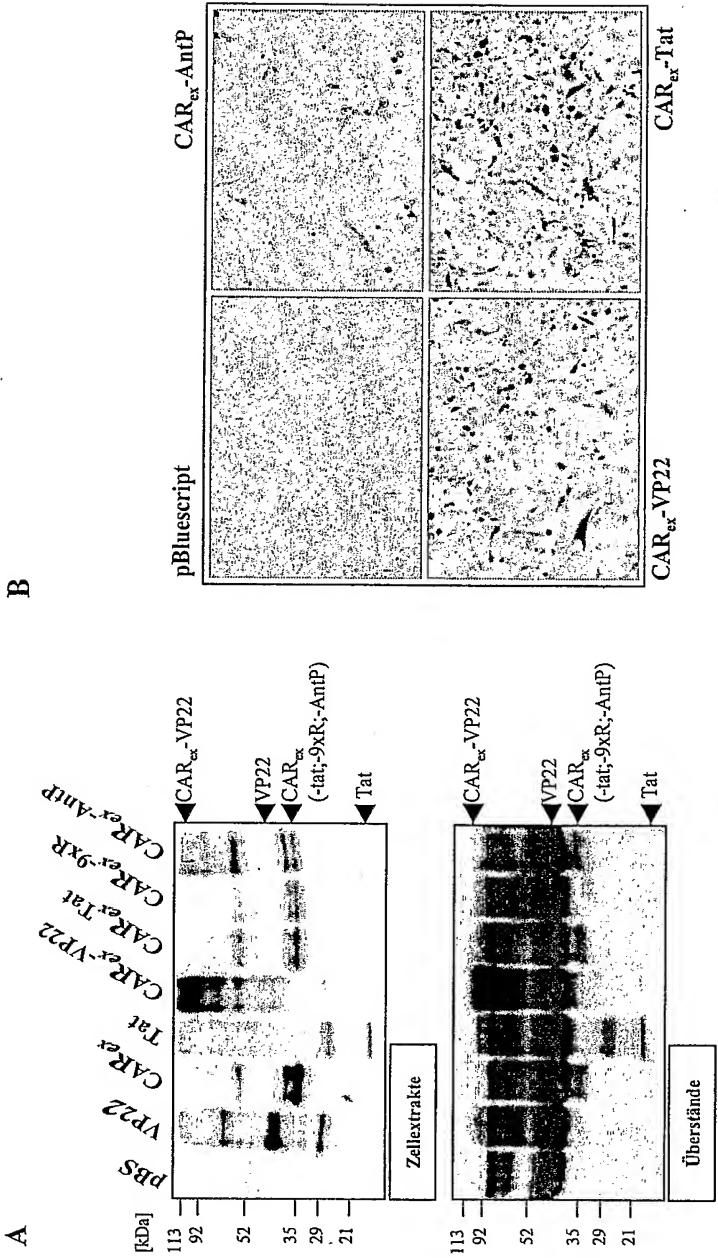 A
[kDa]
pBS
VP22
CARex
Tat
CARex-VP22
CARex-Tat
CARex-9xR
CARex-AntP
113
92
52
35
29
21
CARex-VP22
VP22
CARex
(-tat;-9xR;-AntP)
Tat
Zellextrakte
113
92
52
35
29
21
CARex-VP22
VP22
CARex
(-tat;-9xR;-AntP)
Tat
Überstände
B
pBluescript
CARex-AntP
CARex-VP22
CARex-Tat